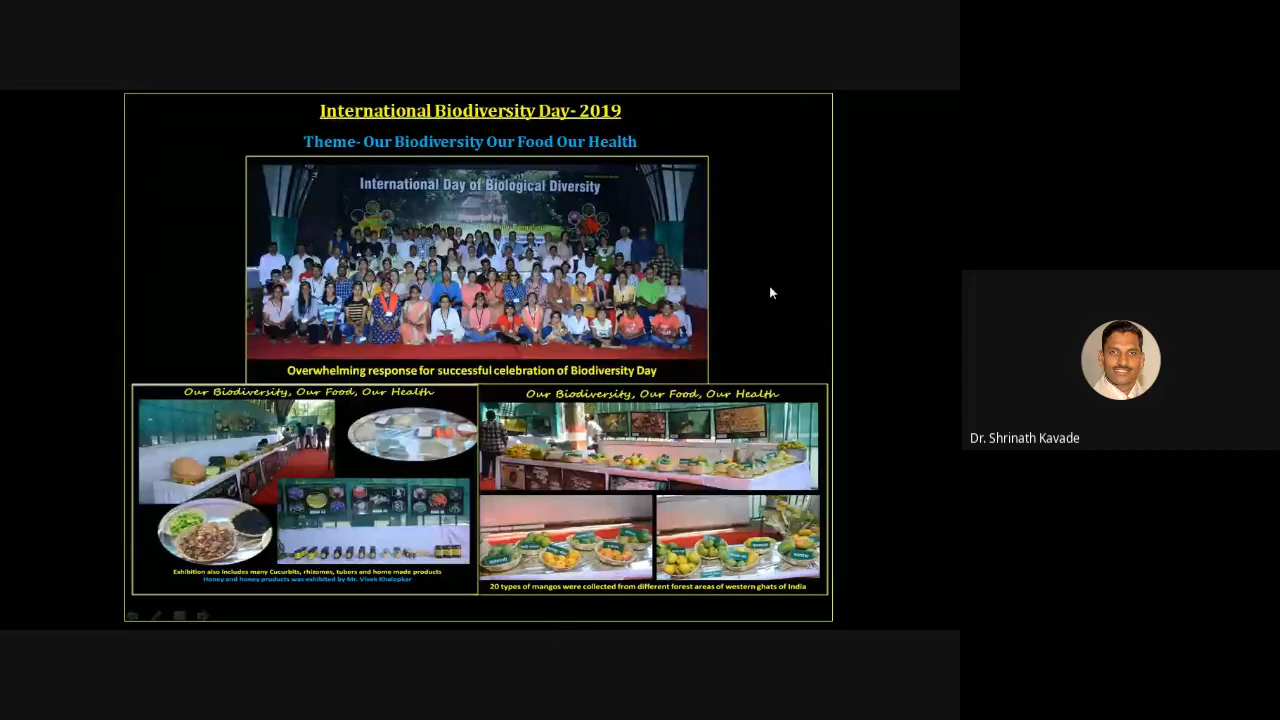 International Biodiversity Day- 2019
Theme- Our Biodiversity Our Food Our Health
International Day of Biological Diversity
Overwhelming response for successful celebration of Biodiversity Day
Our Biodiversity, Our Food, Our Health
Exhibition also includes many Cucurbits, rhizomes, tubers and home made products
Honey and honey products was exhibited by Mr. Vivek Khalopkar
Our Biodiversity, Our Food, Our Health
20 types of mangos were collected from different forest areas of western ghats of India
Dr. Shrinath Kavade